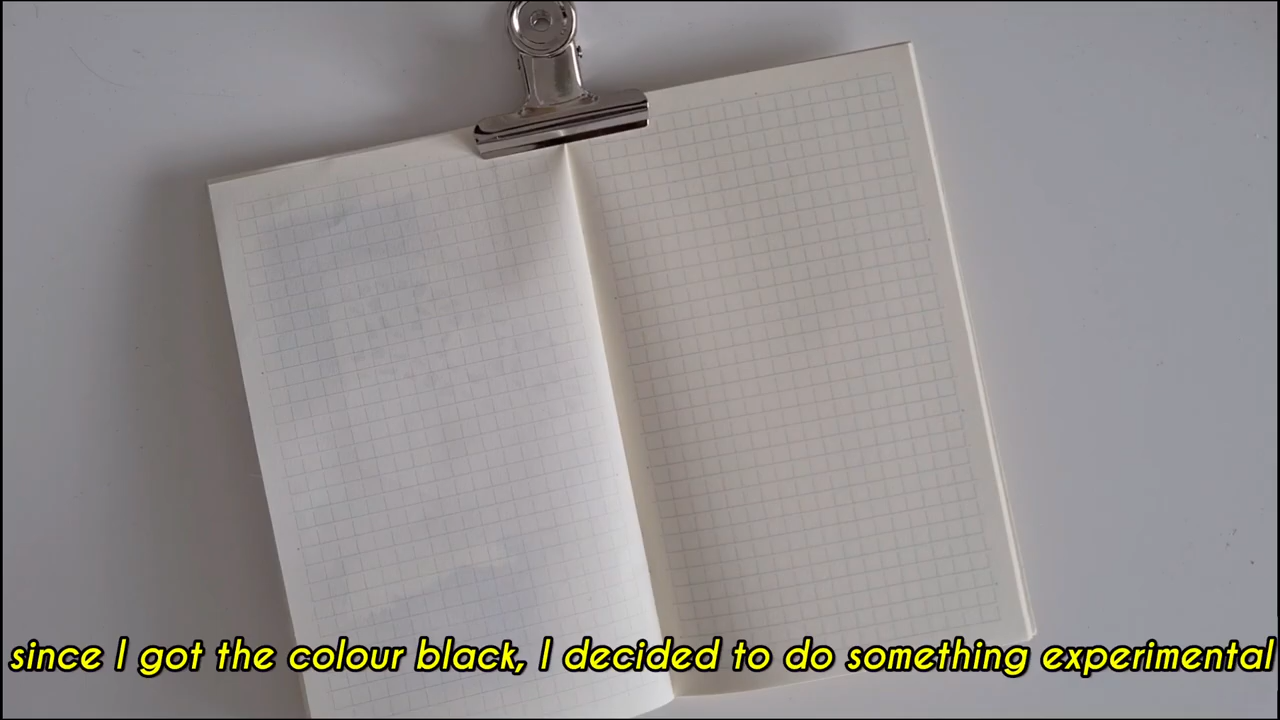 since I got the colour black, I decided to do something experimental